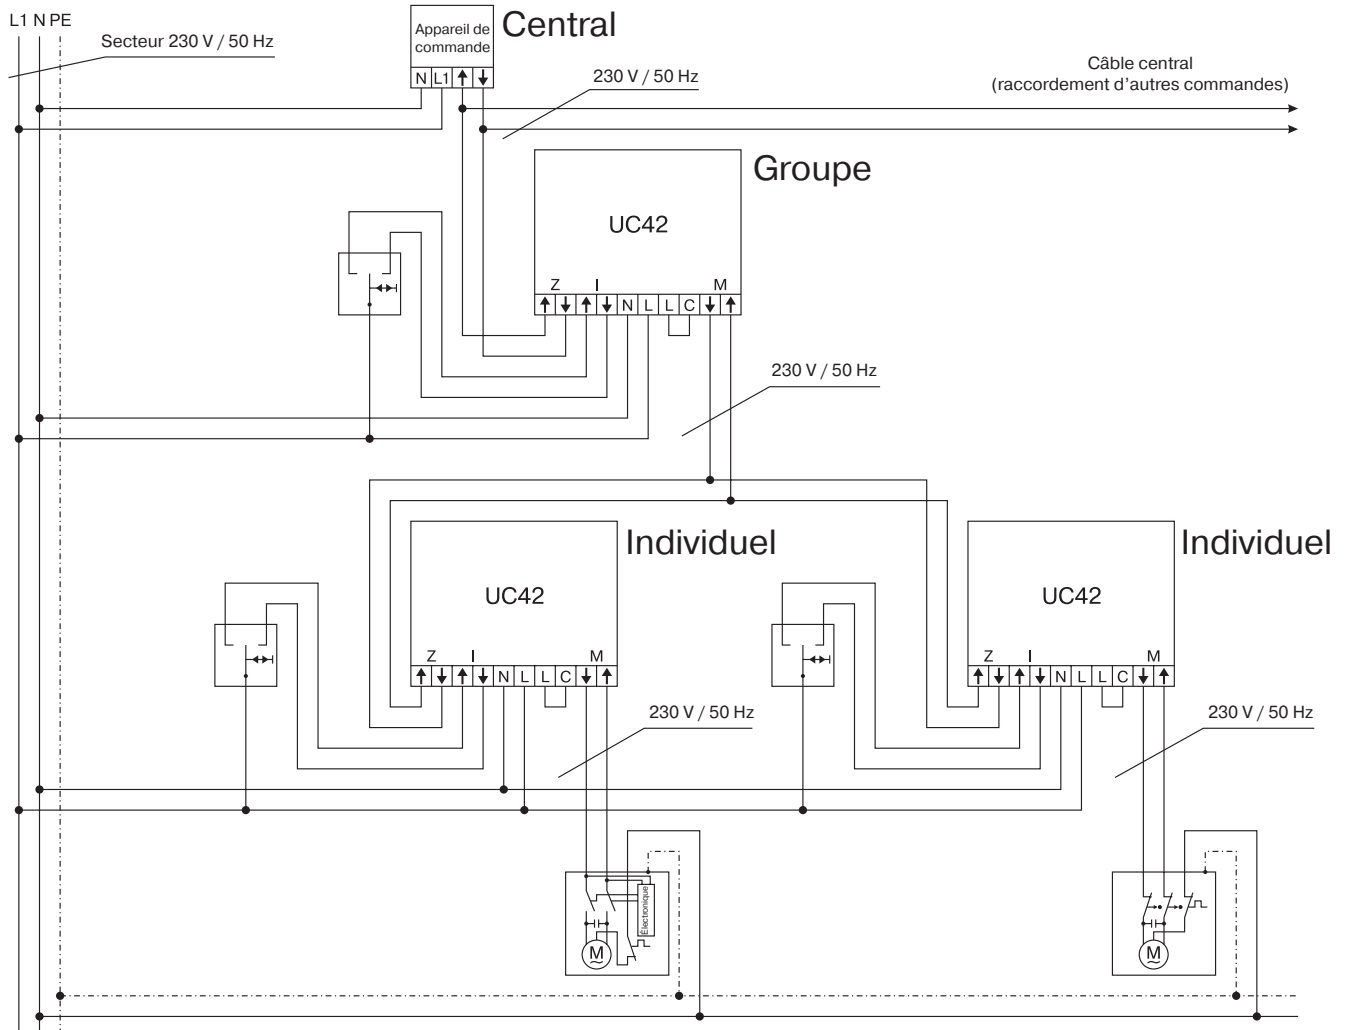 L1 N PE
Secteur 230 V / 50 Hz
Appareil de
commande
N L1 ↑ ↓
Central
230 V / 50 Hz
Câble central
(raccordement d'autres commandes)
Groupe
UC42
Z I M
↑ ↓ ↑ ↓ N L L C ↓ ↑
230 V / 50 Hz
Individuel
UC42
Z I M
↑ ↓ ↑ ↓ N L L C ↓ ↑
230 V / 50 Hz
Individuel
UC42
Z I M
↑ ↓ ↑ ↓ N L L C ↓ ↑
230 V / 50 Hz
Électronique
M
~
M
~